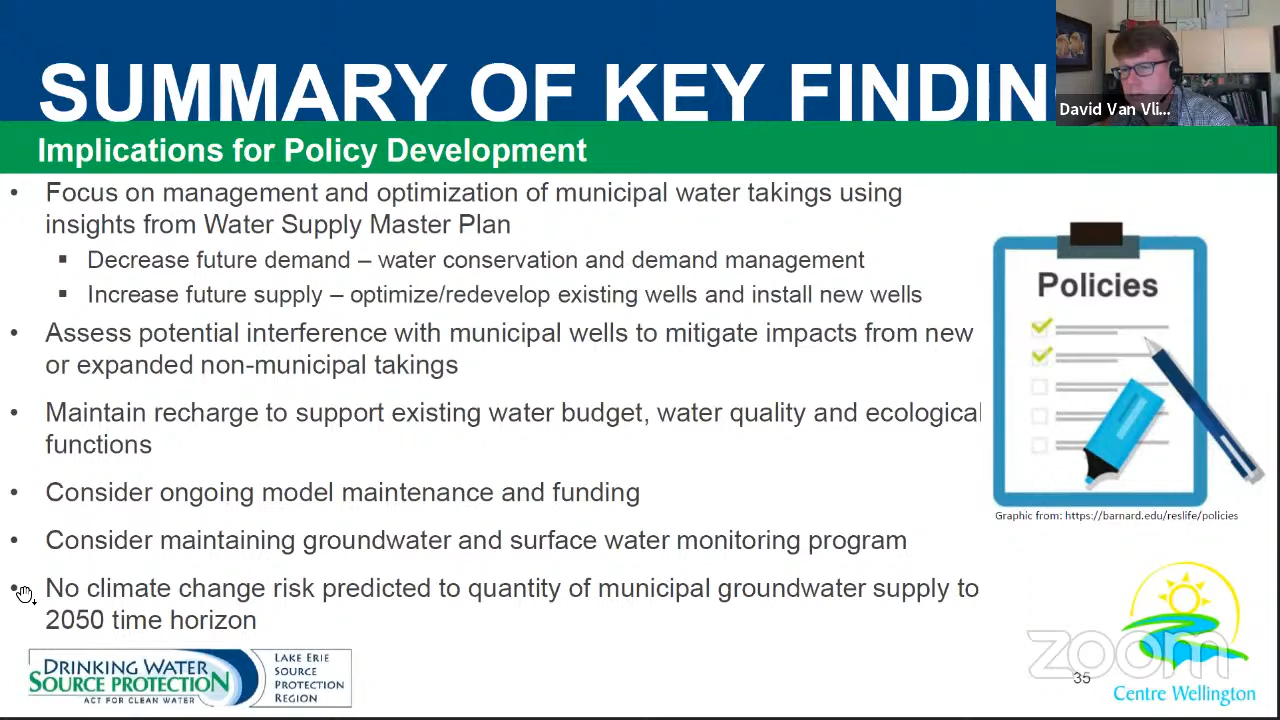 SUMMARY OF KEY FINDIN
David Van Vli...
Implications for Policy Development
• Focus on management and optimization of municipal water takings using
insights from Water Supply Master Plan
▪ Decrease future demand – water conservation and demand management
▪ Increase future supply – optimize/redevelop existing wells and install new wells
• Assess potential interference with municipal wells to mitigate impacts from new
or expanded non-municipal takings
• Maintain recharge to support existing water budget, water quality and ecological
functions
• Consider ongoing model maintenance and funding
• Consider maintaining groundwater and surface water monitoring program
• No climate change risk predicted to quantity of municipal groundwater supply to
2050 time horizon
Policies
Graphic from: https://barnard.edu/reslife/policies
DRINKING WATER
SOURCE PROTECTION
ACT FOR CLEAN WATER
LAKE ERIE
SOURCE
PROTECTION
REGION
zoom
35
Centre Wellington